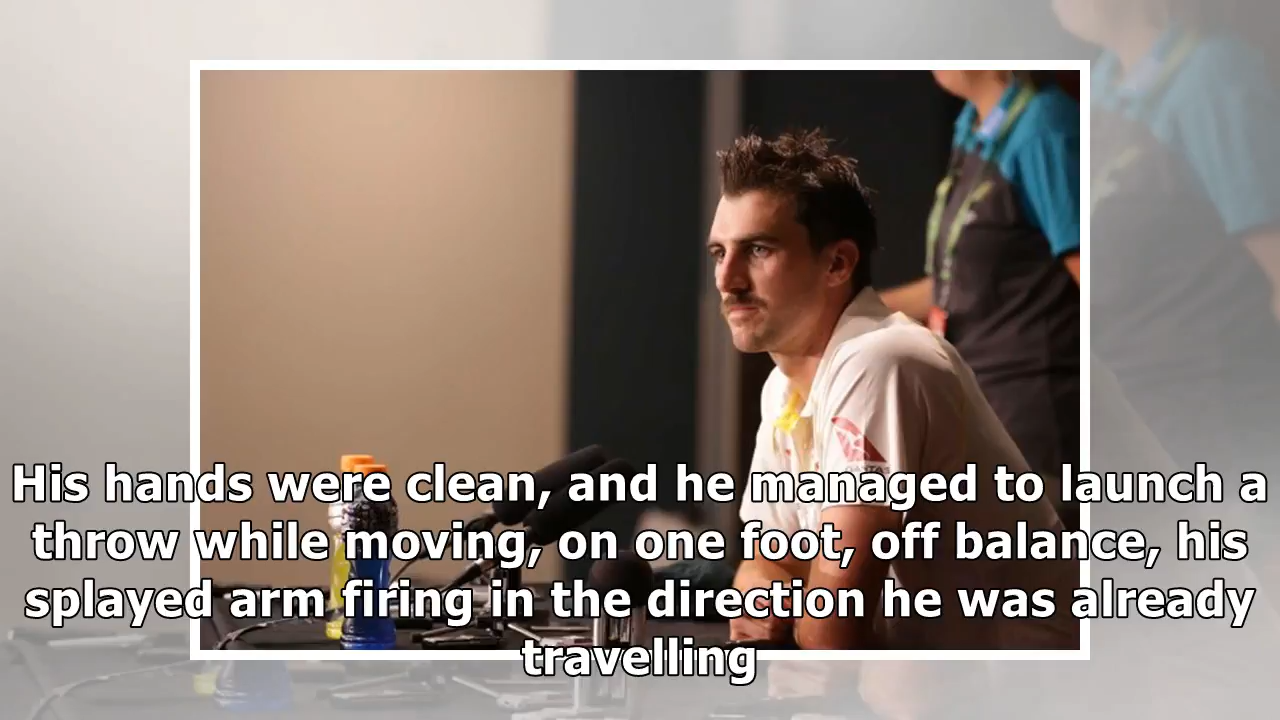 QANTAS
His hands were clean, and he managed to launch a
throw while moving, on one foot, off balance, his
splayed arm firing in the direction he was already
travelling